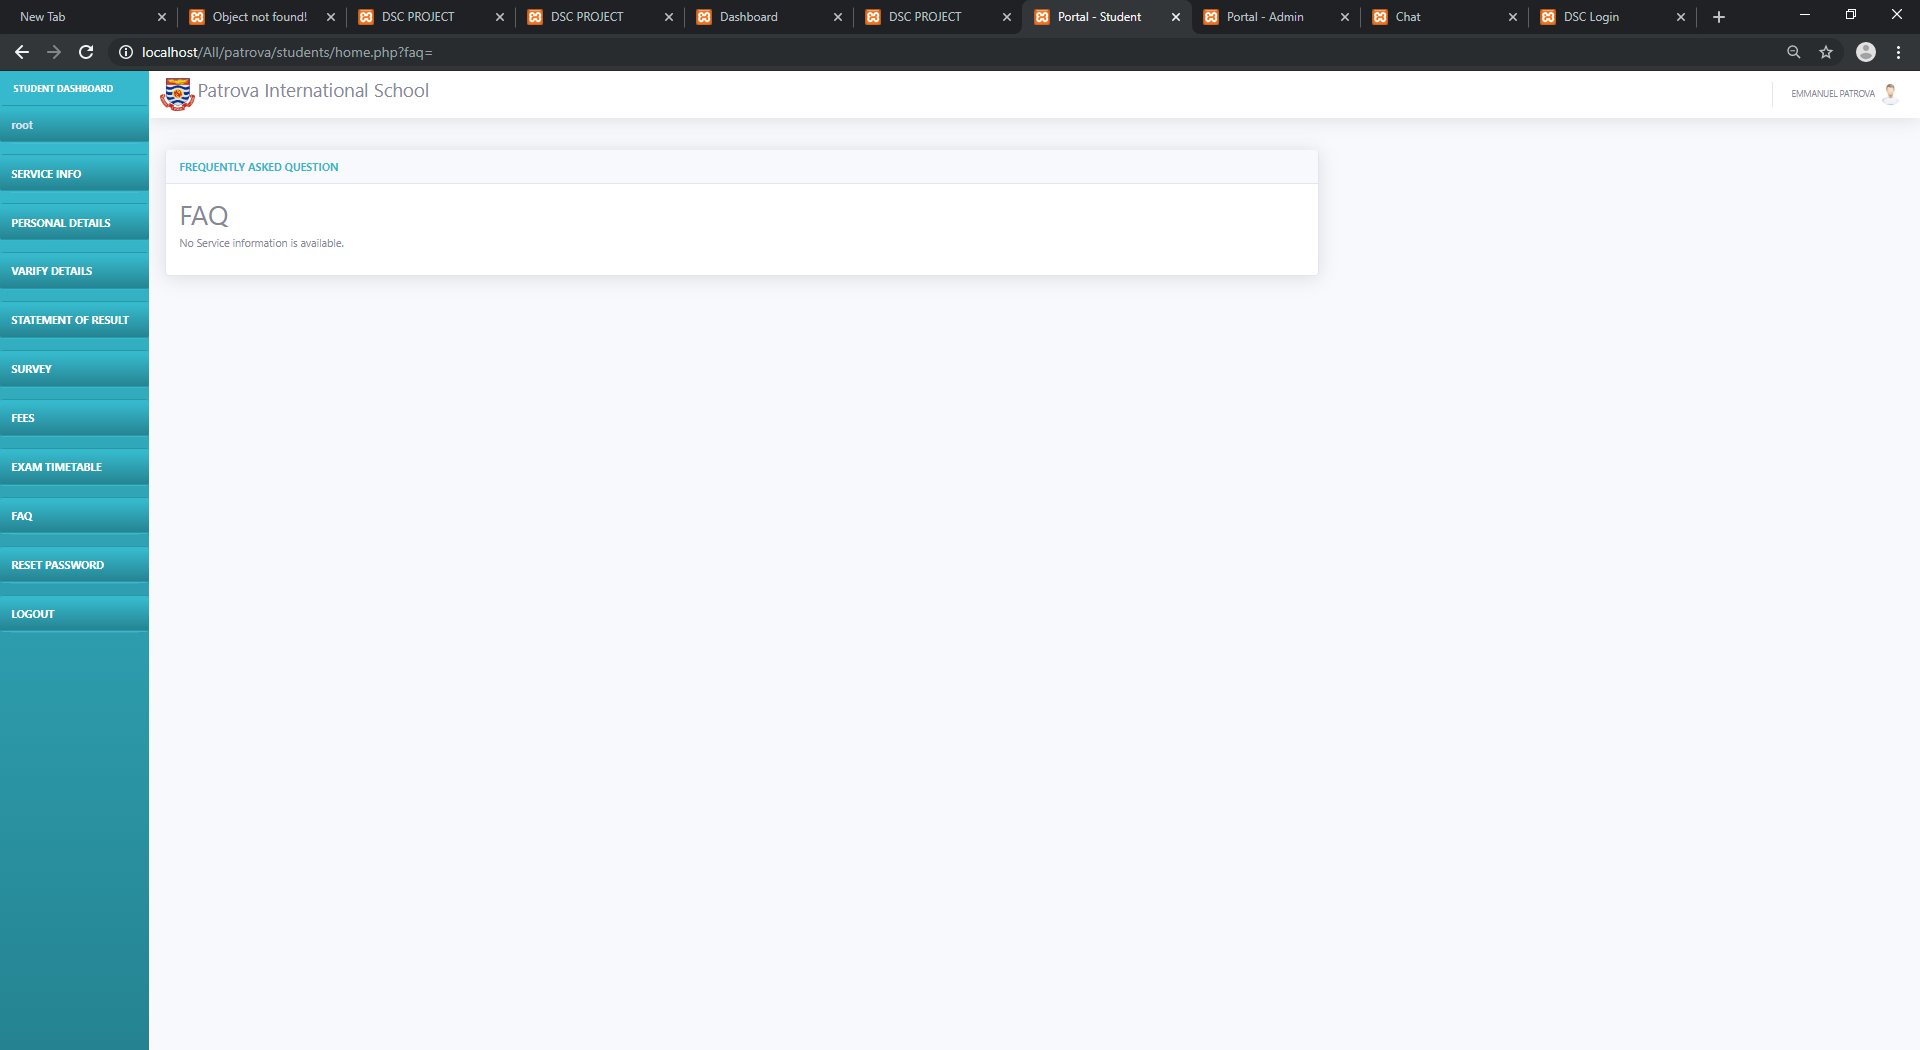 New Tab
Object not found!
DSC PROJECT
DSC PROJECT
Dashboard
DSC PROJECT
Portal - Student
Portal - Admin
Chat
DSC Login
localhost/All/patrova/students/home.php?faq=
STUDENT DASHBOARD
root
SERVICE INFO
PERSONAL DETAILS
VARIFY DETAILS
STATEMENT OF RESULT
SURVEY
FEES
EXAM TIMETABLE
FAQ
RESET PASSWORD
LOGOUT
Patrova International School
EMMANUEL PATROVA
FREQUENTLY ASKED QUESTION
FAQ
No Service information is available.